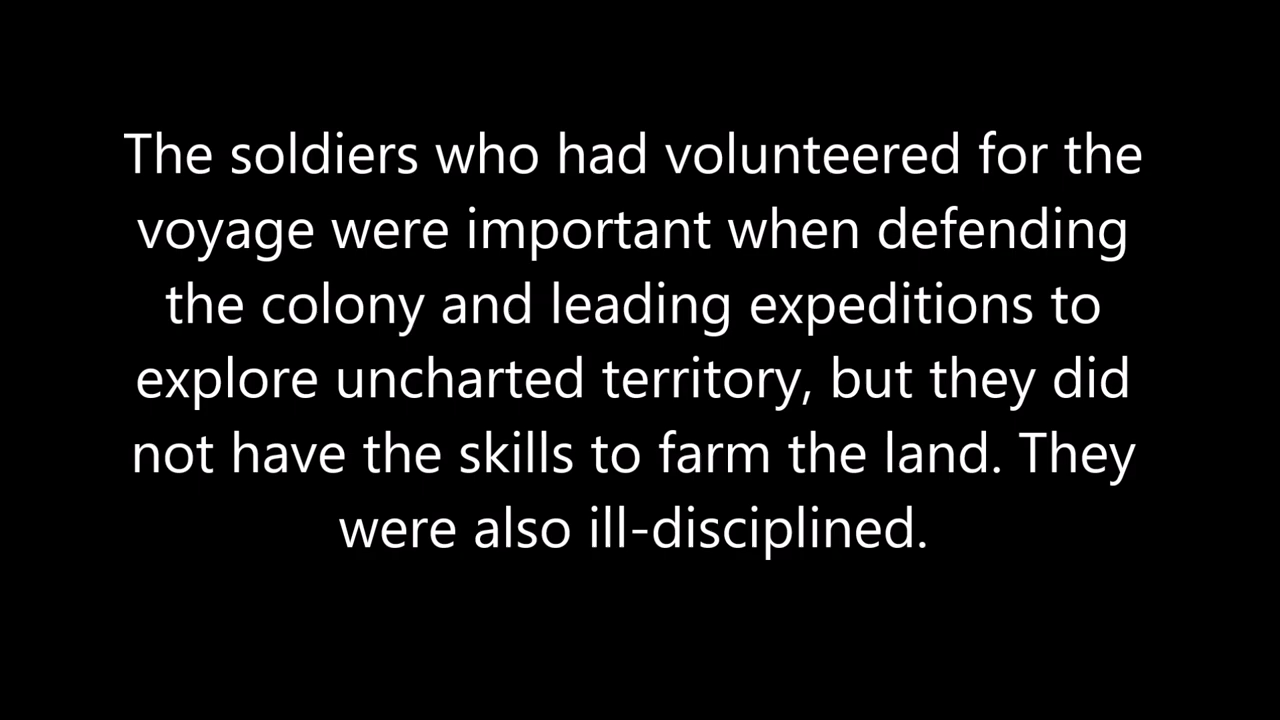 The soldiers who had volunteered for the
voyage were important when defending
the colony and leading expeditions to
explore uncharted territory, but they did
not have the skills to farm the land. They
were also ill-disciplined.